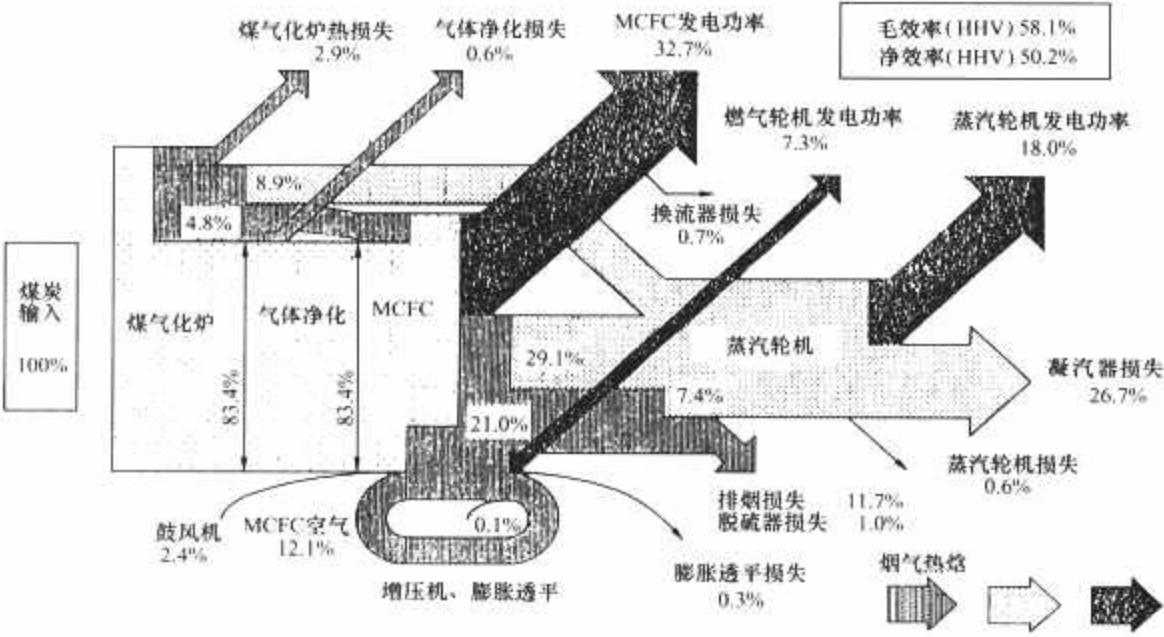 煤气化炉热损失
2.9%
气体净化损失
0.6%
MCFC发电功率
32.7%
毛效率(HHV) 58.1%
净效率(HHV) 50.2%
燃气轮机发电功率
7.3%
蒸汽轮机发电功率
18.0%
8.9%
4.8%
换流器损失
0.7%
煤炭
输入
100%
煤气化炉
气体净化
MCFC
83.4%
83.4%
29.1%
蒸汽轮机
7.4%
21.0%
凝汽器损失
26.7%
蒸汽轮机损失
0.6%
排烟损失 11.7%
脱硫器损失 1.0%
鼓风机
2.4%
MCFC空气
12.1%
0.1%
增压机、膨胀透平
膨胀透平损失
0.3%
烟气热焓